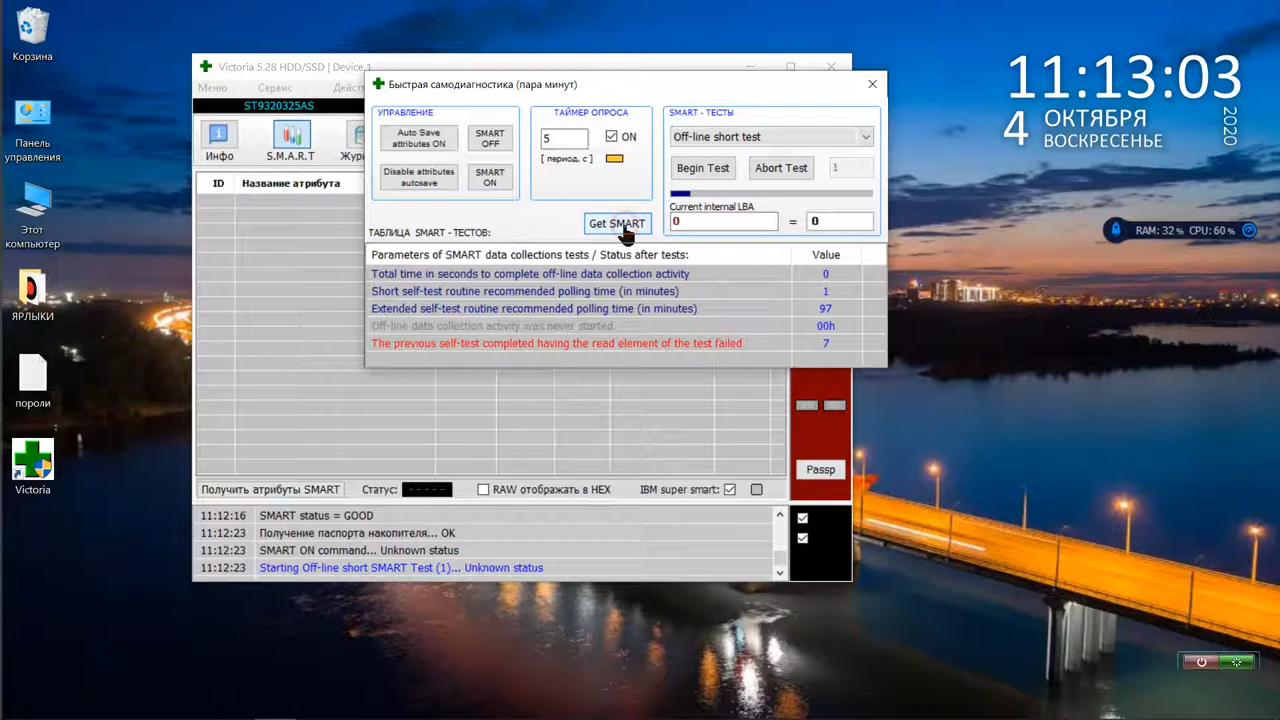 Корзина
Панель
управления
Этот
компьютер
ЯРЛЫКИ
пороли
Victoria
Victoria 5.28 HDD/SSD | Device 1
Меню
Сервис
ST9320325AS
Инфо
S.M.A.R.T
ID
Название атрибута
Быстрая самодиагностика (пара минут)
УПРАВЛЕНИЕ
Auto Save
attributes ON
SMART
OFF
Disable attributes
autosave
SMART
ON
ТАЙМЕР ОПРОСА
5
ON
[ период, с ]
SMART - ТЕСТЫ
Off-line short test
Begin Test
Abort Test
1
Current internal LBA
0
=
0
Get SMART
ТАБЛИЦА SMART - ТЕСТОВ:
Parameters of SMART data collections tests / Status after tests:
Value
Total time in seconds to complete off-line data collection activity
0
Short self-test routine recommended polling time (in minutes)
1
Extended self-test routine recommended polling time (in minutes)
97
Off-line data collection activity was never started
00h
The previous self-test completed having the read element of the test failed
7
Passp
Получить атрибуты SMART
Статус:
- - - - -
RAW отображать в HEX
IBM super smart:
11:12:16 SMART status = GOOD
11:12:23 Получение паспорта накопителя... OK
11:12:23 SMART ON command... Unknown status
11:12:23 Starting Off-line short SMART Test (1)... Unknown status
11:13:03
4
ОКТЯБРЯ
ВОСКРЕСЕНЬЕ
2020
RAM: 32 % CPU: 60 %